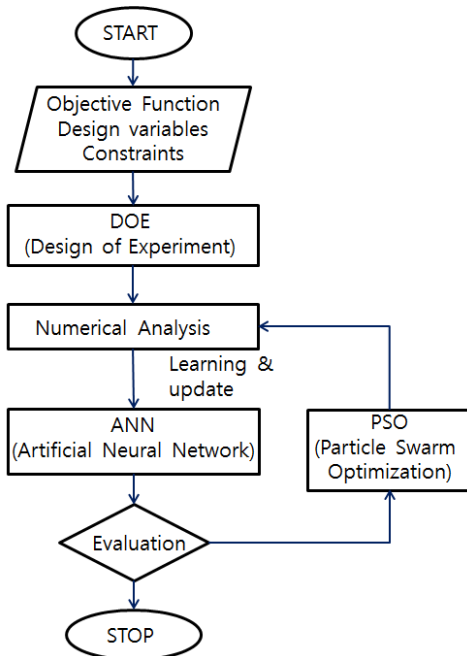 START
Objective Function
Design variables
Constraints
DOE
(Design of Experiment)
Numerical Analysis
Learning &
update
ANN
(Artificial Neural Network)
PSO
(Particle Swarm
Optimization)
Evaluation
STOP